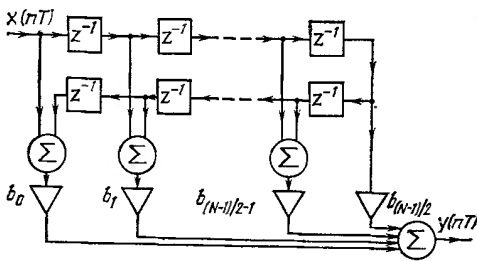 x(nT)
z⁻¹ z⁻¹ z⁻¹
z⁻¹ z⁻¹ z⁻¹
Σ Σ Σ
b₀ b₁ b₍N-1₎/₂₋₁ b₍N-1₎/₂
Σ y(nT)